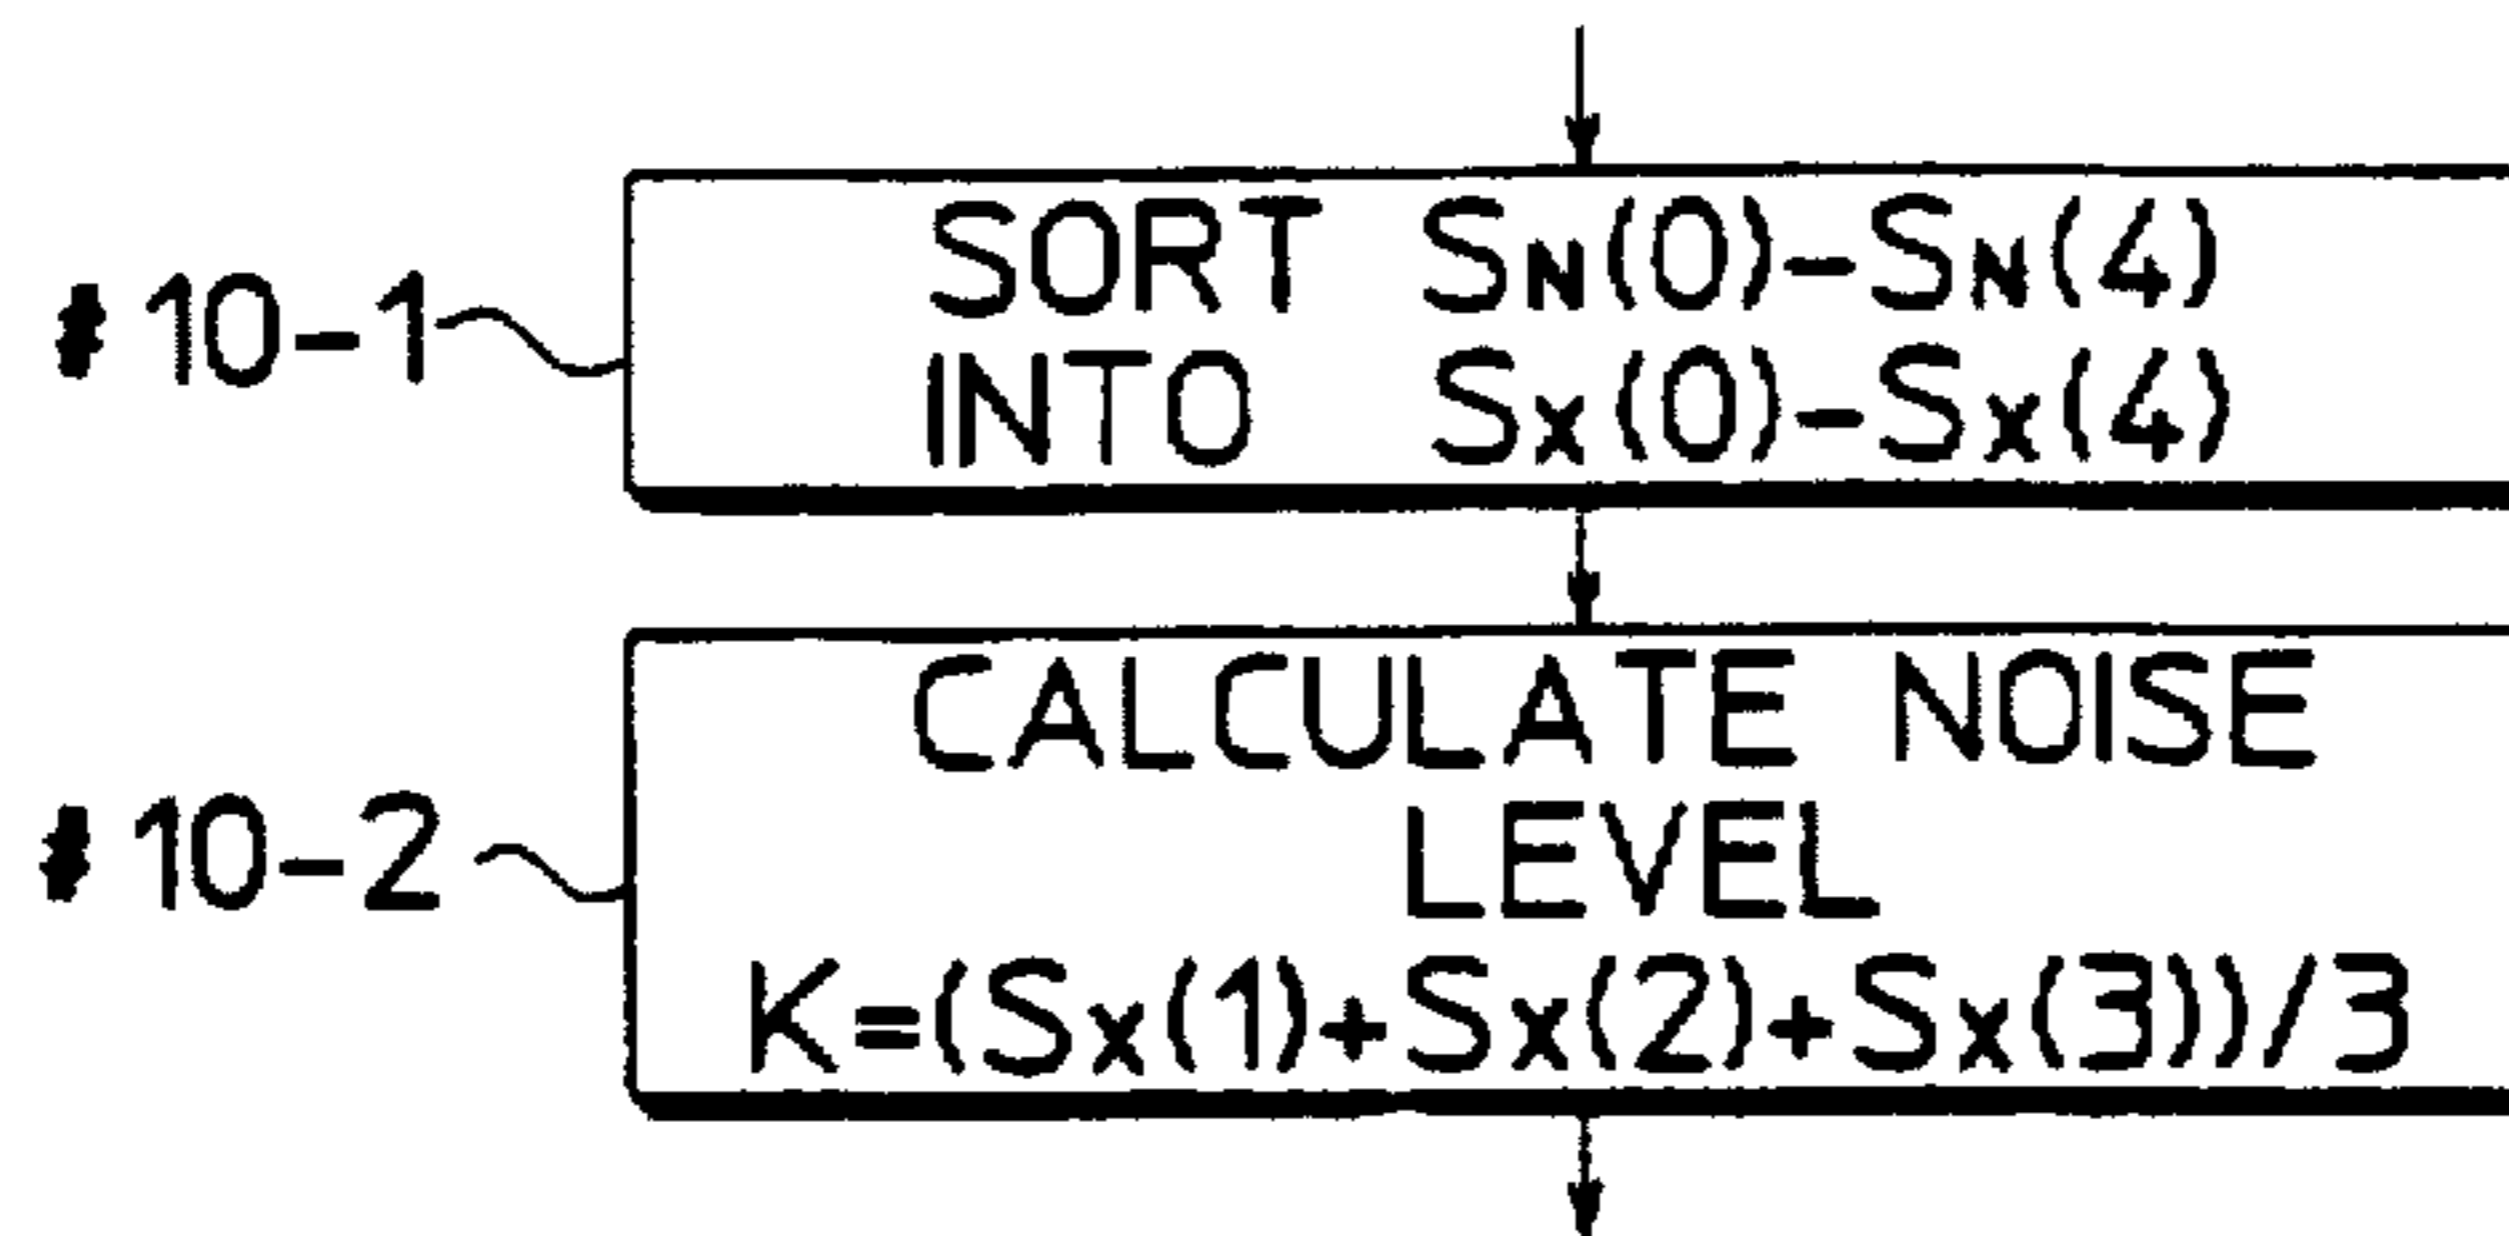 #10-1
SORT SN(0)-SN(4)
INTO SX(0)-SX(4)
#10-2
CALCULATE NOISE
LEVEL
K=(SX(1)+SX(2)+SX(3))/3